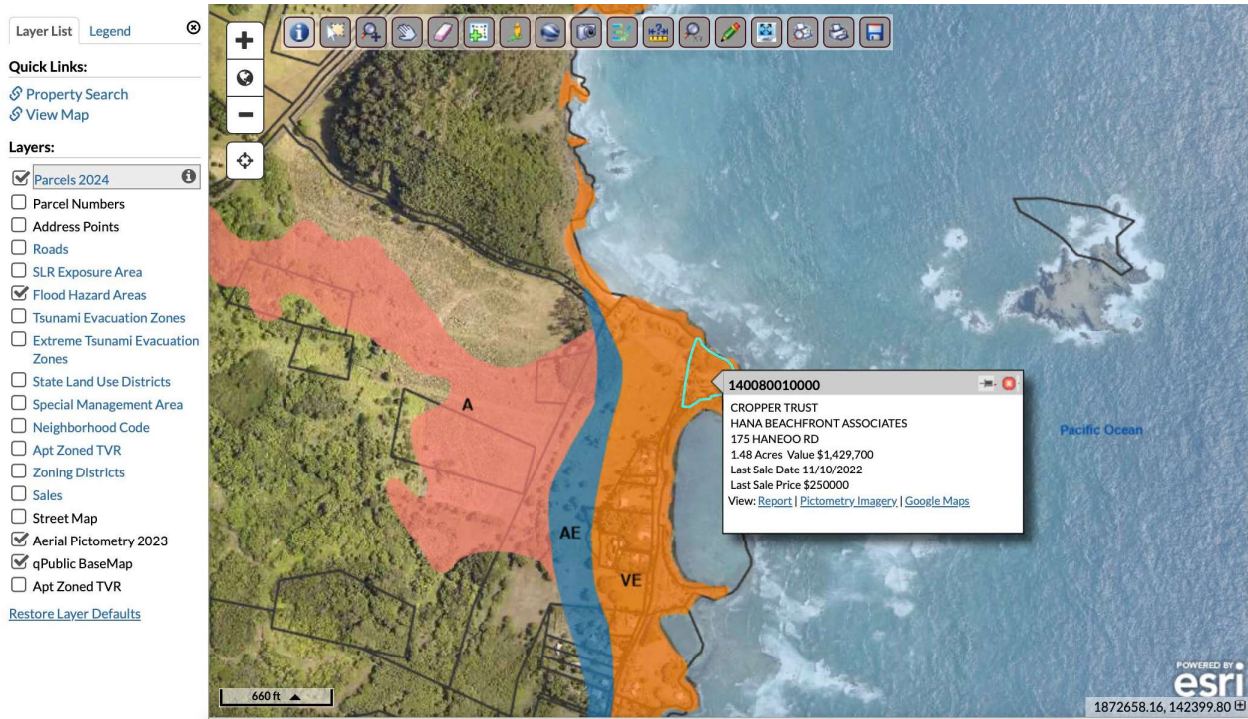 Layer List Legend
Quick Links:
Property Search
View Map
Layers:
Parcels 2024
Parcel Numbers
Address Points
Roads
SLR Exposure Area
Flood Hazard Areas
Tsunami Evacuation Zones
Extreme Tsunami Evacuation
Zones
State Land Use Districts
Special Management Area
Neighborhood Code
Apt Zoned TVR
Zoning Districts
Sales
Street Map
Aerial Pictometry 2023
qPublic BaseMap
Apt Zoned TVR
Restore Layer Defaults
A
AE
VE
140080010000
CROPPER TRUST
HANA BEACHFRONT ASSOCIATES
175 HANEOO RD
1.48 Acres Value $1,429,700
Last Sale Date 11/10/2022
Last Sale Price $250000
View: Report | Pictometry Imagery | Google Maps
Pacific Ocean
660 ft
POWERED BY
esri
1872658.16, 142399.80